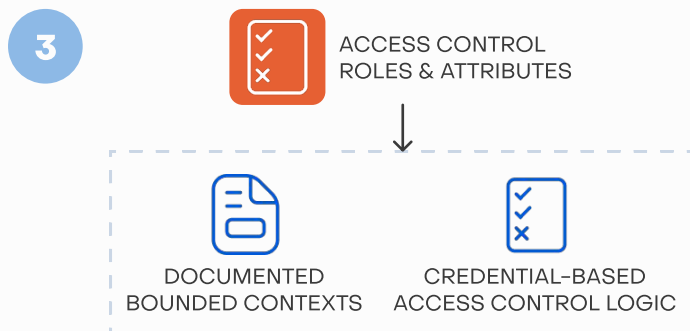 3
ACCESS CONTROL
ROLES & ATTRIBUTES
DOCUMENTED
BOUNDED CONTEXTS
CREDENTIAL-BASED
ACCESS CONTROL LOGIC